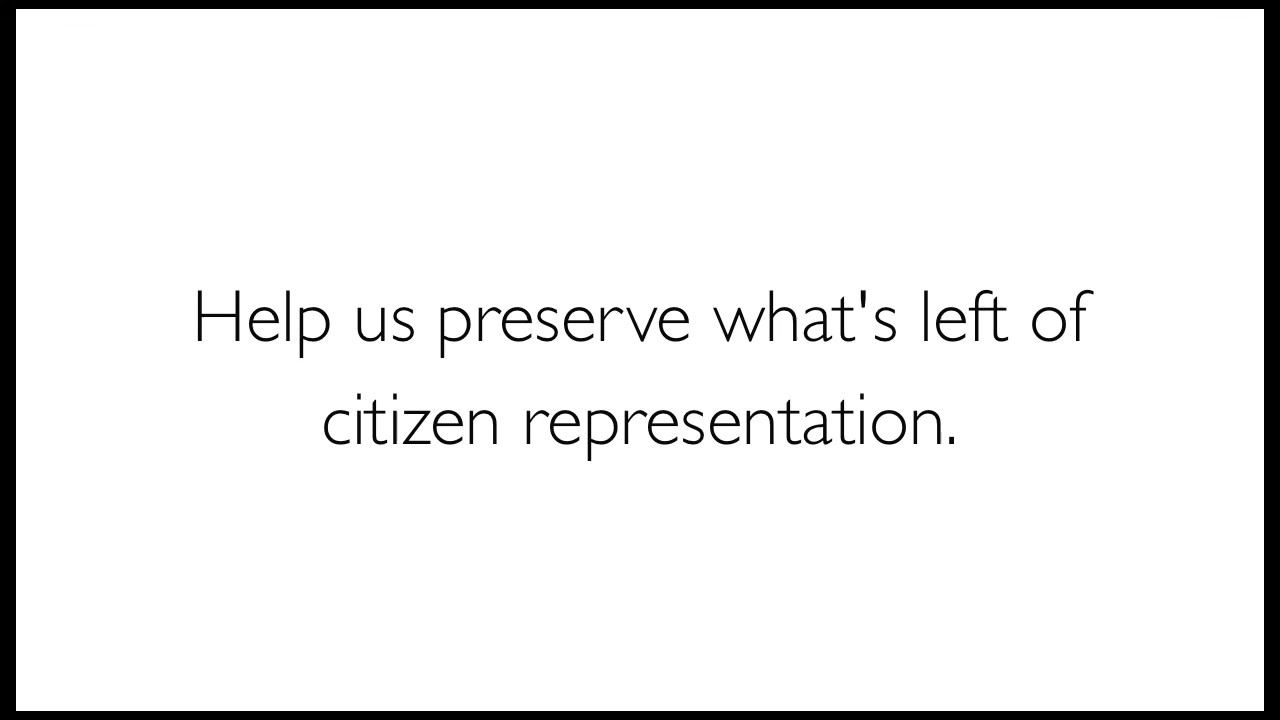 Help us preserve what's left of
citizen representation.